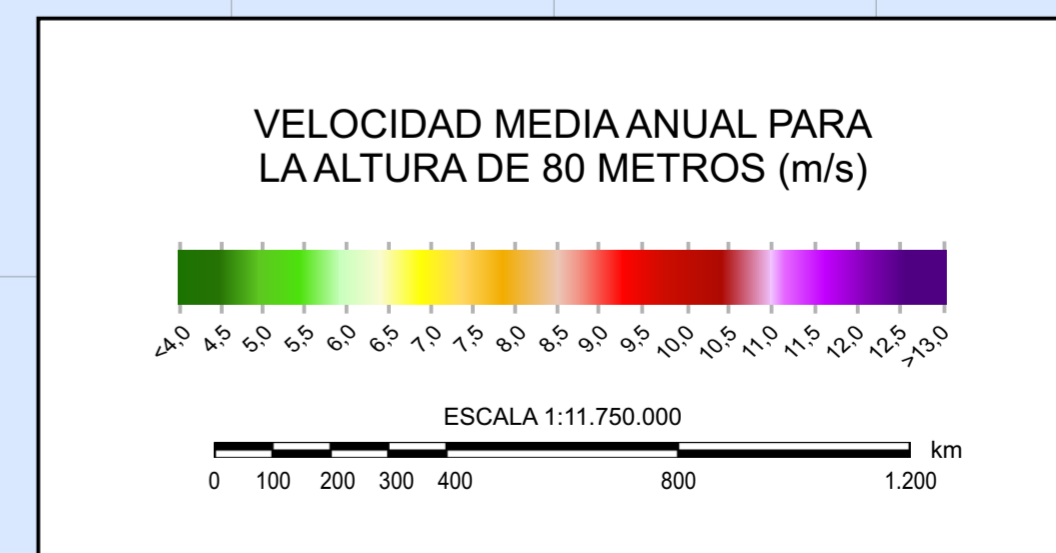 VELOCIDAD MEDIA ANUAL PARA
LA ALTURA DE 80 METROS (m/s)
<4,0 4,5 5,0 5,5 6,0 6,5 7,0 7,5 8,0 8,5 9,0 9,5 10,0 10,5 11,0 11,5 12,0 12,5 >13,0
ESCALA 1:11.750.000
km
0 100 200 300 400 800 1.200